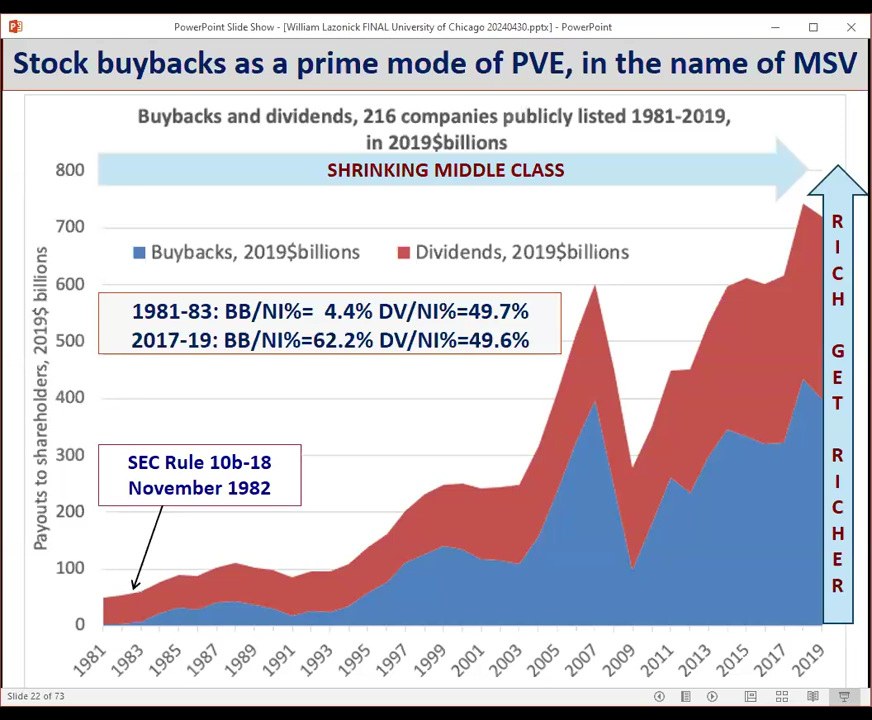 PowerPoint Slide Show - [William Lazonick FINAL University of Chicago 20240430.pptx] - PowerPoint
Stock buybacks as a prime mode of PVE, in the name of MSV
Buybacks and dividends, 216 companies publicly listed 1981-2019,
in 2019$billions
SHRINKING MIDDLE CLASS
Payouts to shareholders, 2019$ billions
800
700
600
500
400
300
200
100
0
Buybacks, 2019$billions
Dividends, 2019$billions
1981-83: BB/NI%= 4.4% DV/NI%=49.7%
2017-19: BB/NI%=62.2% DV/NI%=49.6%
SEC Rule 10b-18
November 1982
RICH GET RICHER
1981
1983
1985
1987
1989
1991
1993
1995
1997
1999
2001
2003
2005
2007
2009
2011
2013
2015
2017
2019
Slide 22 of 73